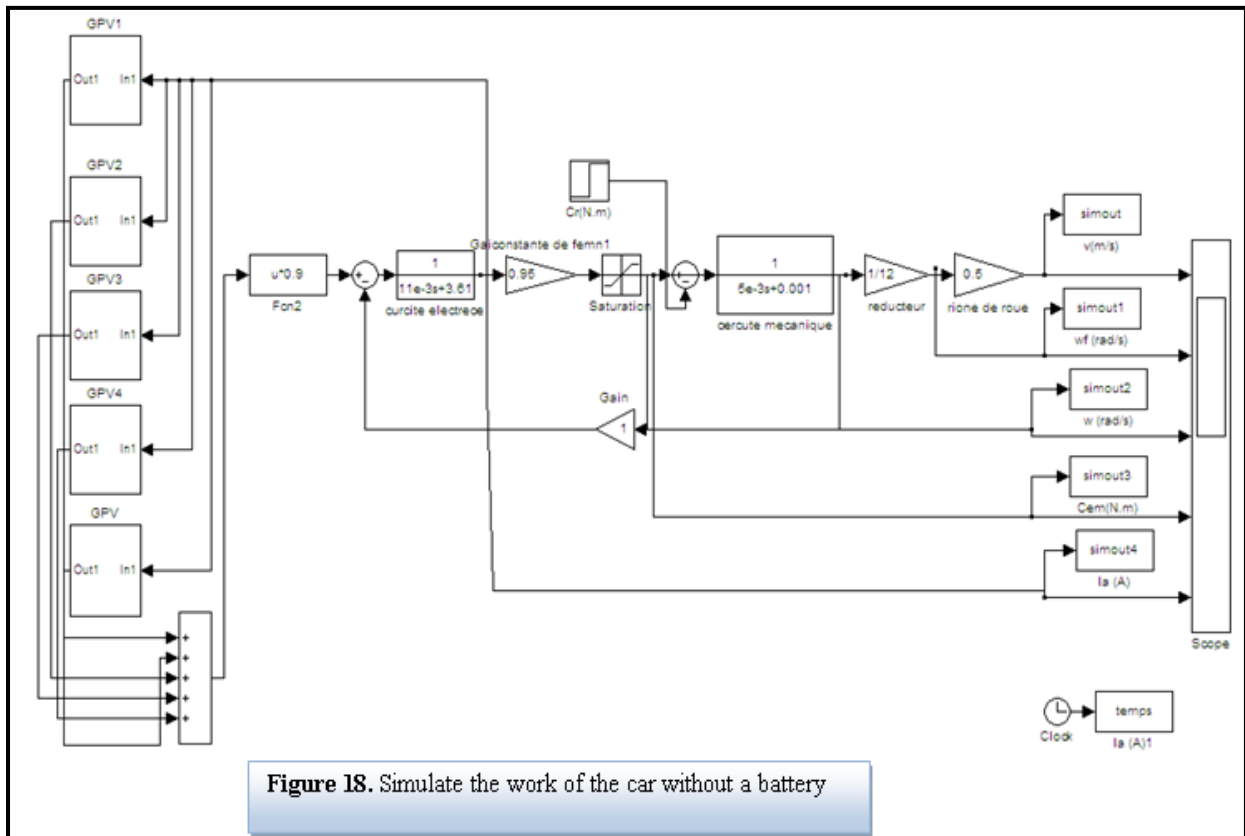 GPV1
Out1 In1
GPV2
Out1 In1
GPV3
Out1 In1
GPV4
Out1 In1
GPV
Out1 In1
+
+
+
+
+
u*0.9
Fcn2
+
-
1
11e-3s+3.61
curcite electrece
Gaiconstante de femn1
0.95
Saturation
Cr(N.m)
+
-
1
5e-3s+0.001
cercute mecanique
1/12
reducteur
0.5
rione de roue
Gain
1
simout
v(m/s)
simout1
wf (rad/s)
simout2
w (rad/s)
simout3
Cem(N.m)
simout4
Ia (A)
Scope
Clock
temps
Ia (A)1
Figure 18. Simulate the work of the car without a battery